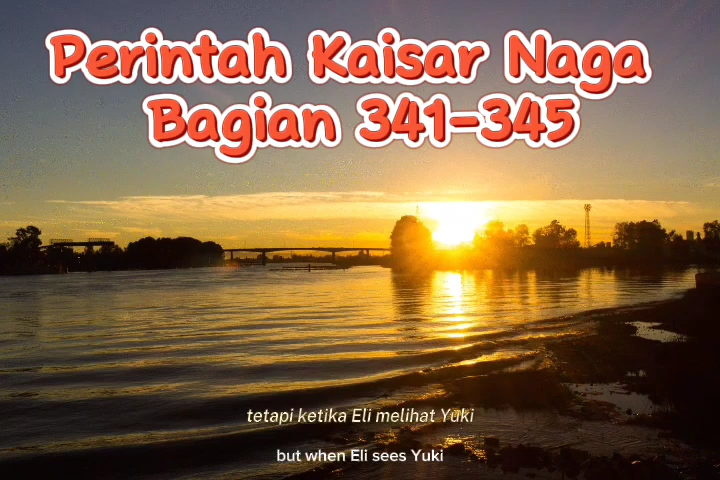 Perintah Kaisar Naga
Bagian 341-345
tetapi ketika Eli melihat Yuki
but when Eli sees Yuki